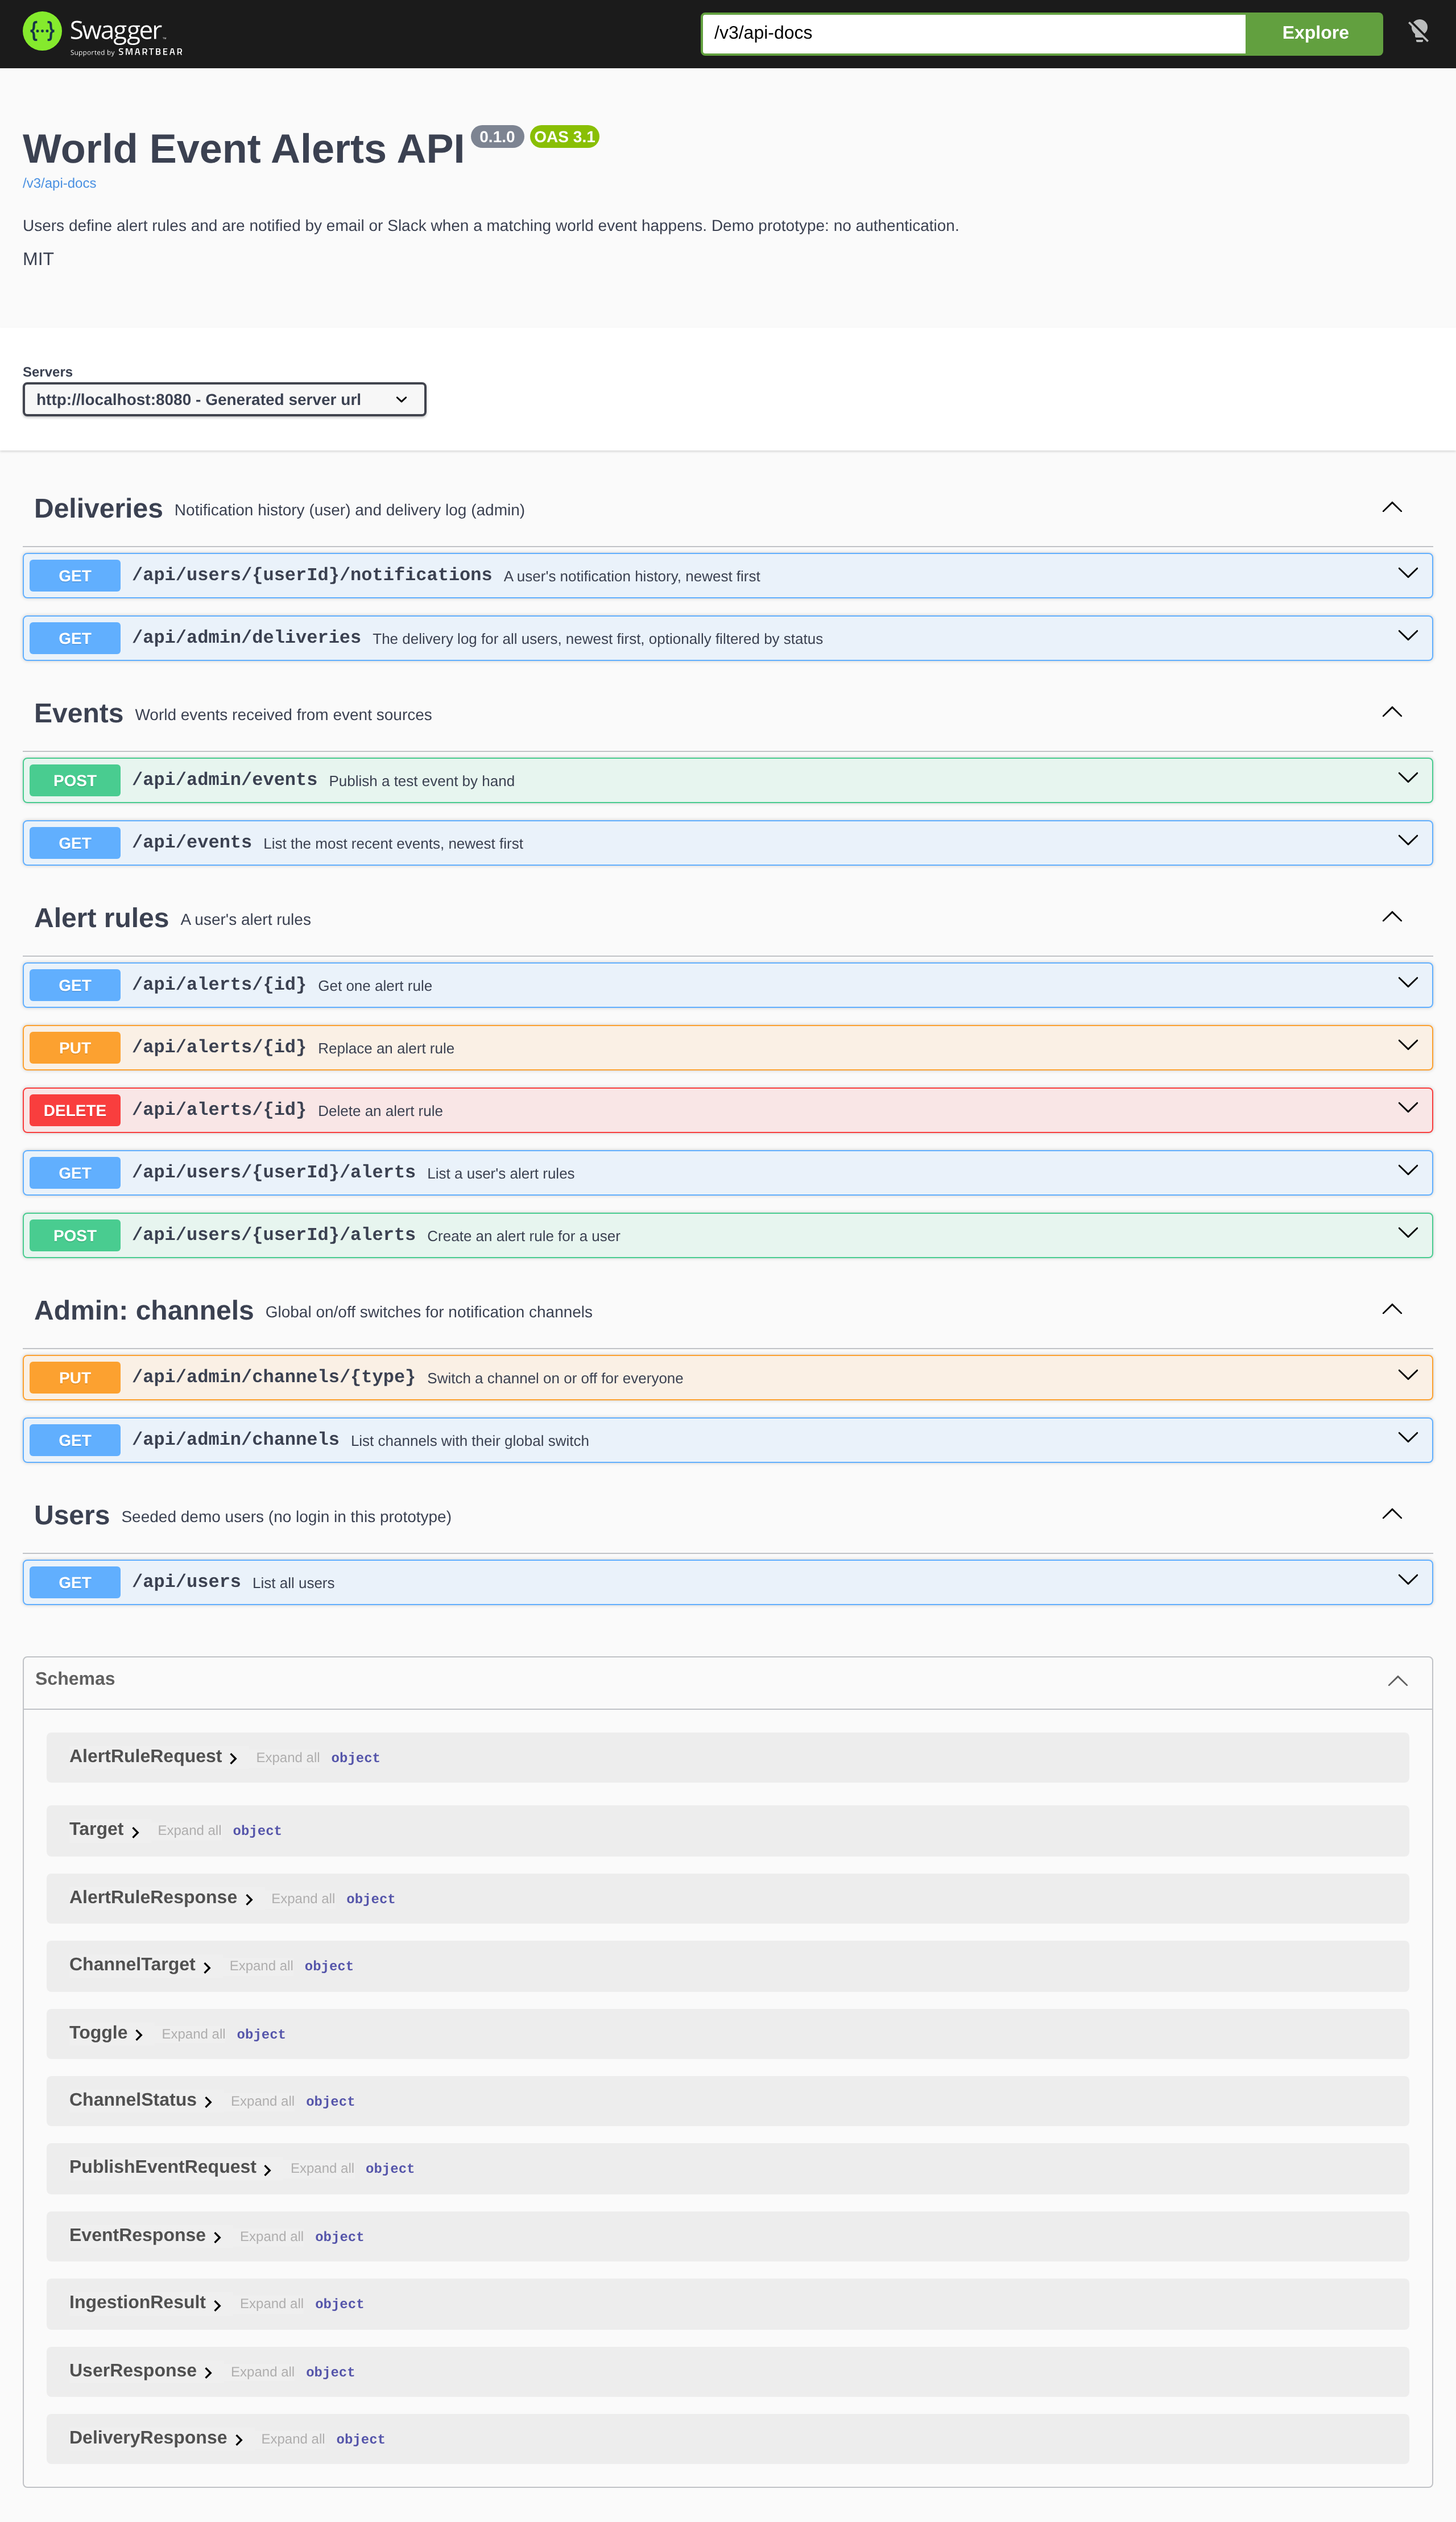 Swagger
Supported by SMARTBEAR
/v3/api-docs
Explore
World Event Alerts API 0.1.0 OAS 3.1
/v3/api-docs
Users define alert rules and are notified by email or Slack when a matching world event happens. Demo prototype: no authentication.
MIT
Servers
http://localhost:8080 - Generated server url
Deliveries Notification history (user) and delivery log (admin)
GET /api/users/{userId}/notifications A user's notification history, newest first
GET /api/admin/deliveries The delivery log for all users, newest first, optionally filtered by status
Events World events received from event sources
POST /api/admin/events Publish a test event by hand
GET /api/events List the most recent events, newest first
Alert rules A user's alert rules
GET /api/alerts/{id} Get one alert rule
PUT /api/alerts/{id} Replace an alert rule
DELETE /api/alerts/{id} Delete an alert rule
GET /api/users/{userId}/alerts List a user's alert rules
POST /api/users/{userId}/alerts Create an alert rule for a user
Admin: channels Global on/off switches for notification channels
PUT /api/admin/channels/{type} Switch a channel on or off for everyone
GET /api/admin/channels List channels with their global switch
Users Seeded demo users (no login in this prototype)
GET /api/users List all users
Schemas
AlertRuleRequest Expand all object
Target Expand all object
AlertRuleResponse Expand all object
ChannelTarget Expand all object
Toggle Expand all object
ChannelStatus Expand all object
PublishEventRequest Expand all object
EventResponse Expand all object
IngestionResult Expand all object
UserResponse Expand all object
DeliveryResponse Expand all object